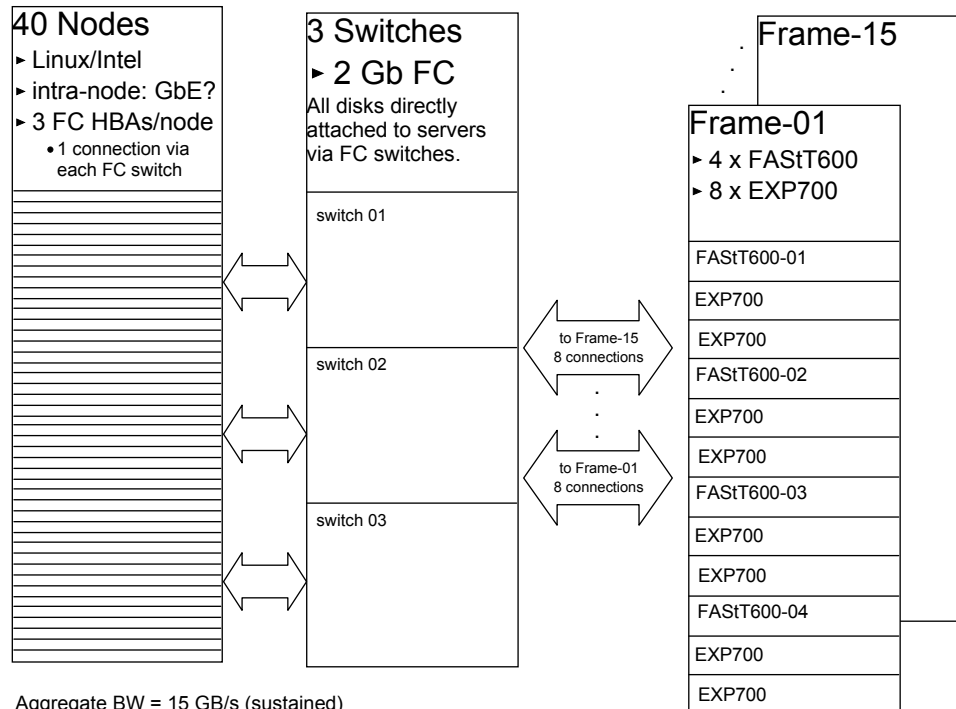 40 Nodes
► Linux/Intel
► intra-node: GbE?
► 3 FC HBAs/node
• 1 connection via
each FC switch
3 Switches
► 2 Gb FC
All disks directly
attached to servers
via FC switches.
switch 01
switch 02
switch 03
to Frame-15
8 connections
to Frame-01
8 connections
Frame-15
Frame-01
► 4 x FAStT600
► 8 x EXP700
FAStT600-01
EXP700
EXP700
FAStT600-02
EXP700
EXP700
FAStT600-03
EXP700
EXP700
FAStT600-04
EXP700
EXP700
Aggregate BW = 15 GB/s (sustained)